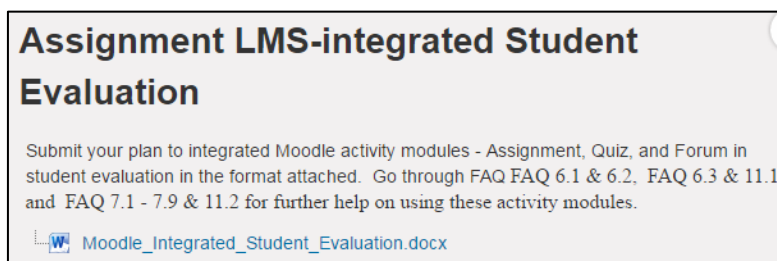 Assignment LMS-integrated Student
Evaluation
Submit your plan to integrated Moodle activity modules - Assignment, Quiz, and Forum in
student evaluation in the format attached. Go through FAQ FAQ 6.1 & 6.2, FAQ 6.3 & 11.1
and FAQ 7.1 - 7.9 & 11.2 for further help on using these activity modules.
Moodle_Integrated_Student_Evaluation.docx